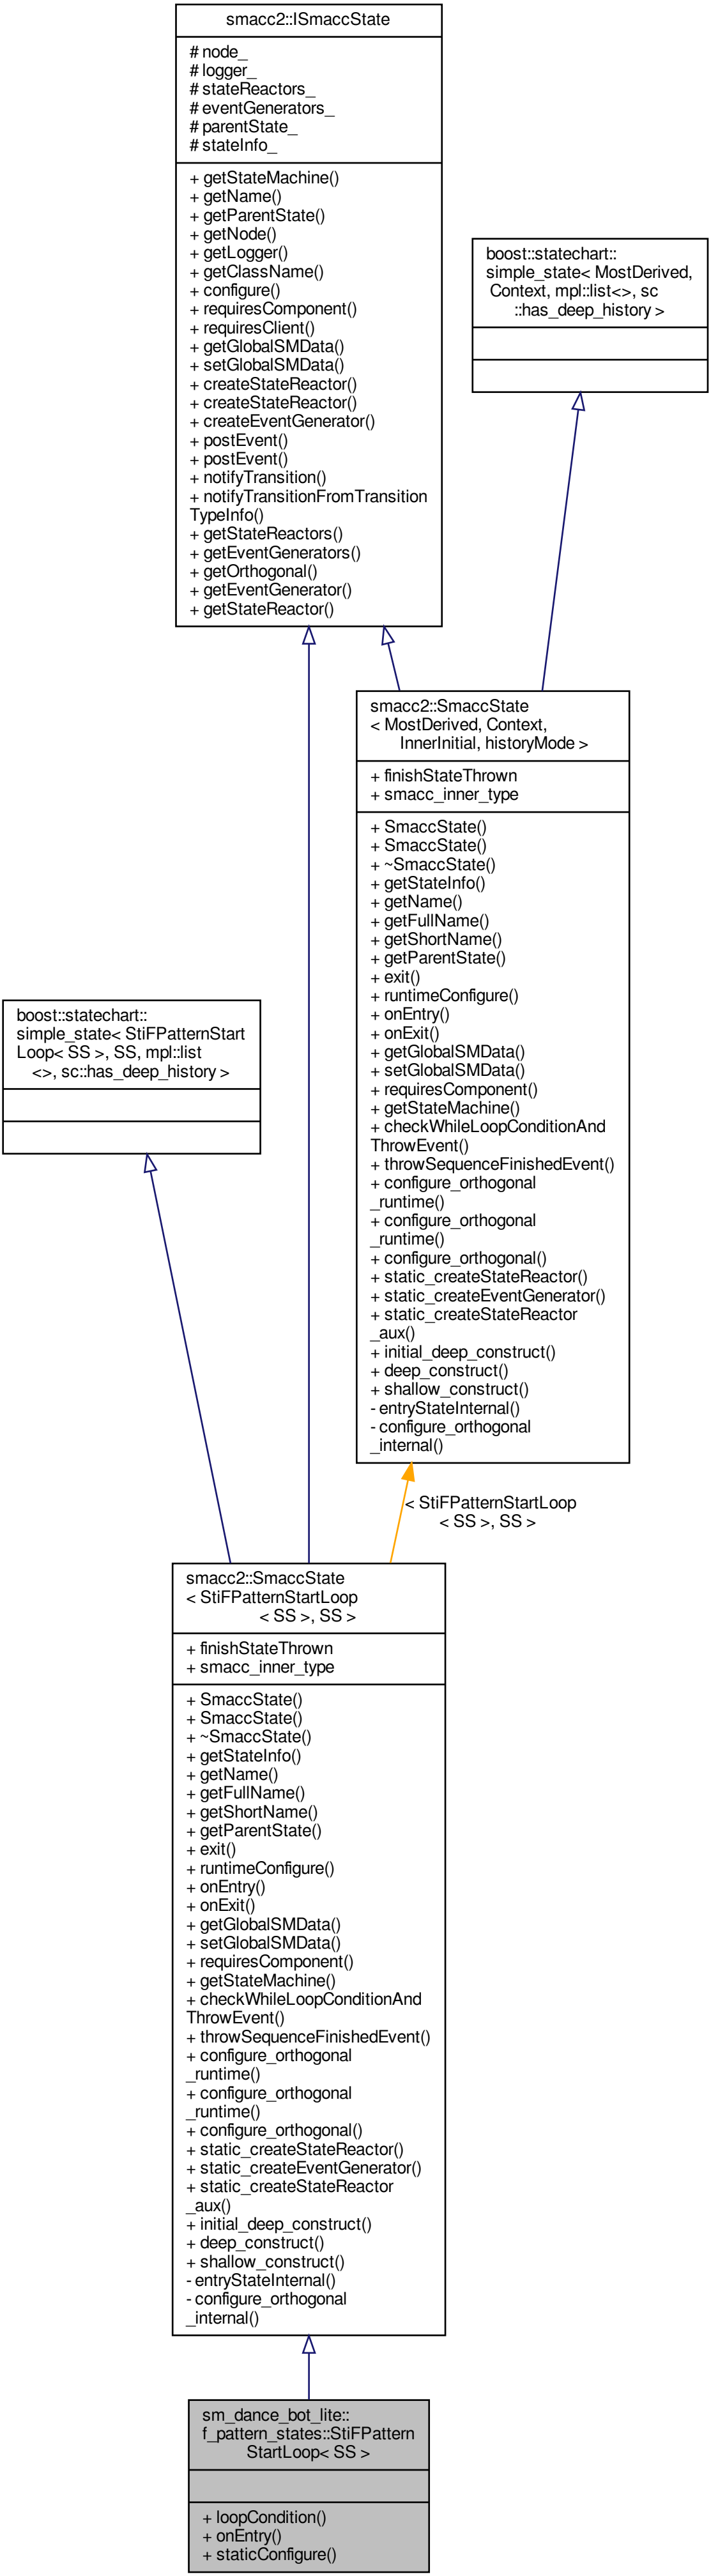 smacc2::ISmaccState
# node_
# logger_
# stateReactors_
# eventGenerators_
# parentState_
# stateInfo_
+ getStateMachine()
+ getName()
+ getParentState()
+ getNode()
+ getLogger()
+ getClassName()
+ configure()
+ requiresComponent()
+ requiresClient()
+ getGlobalSMData()
+ setGlobalSMData()
+ createStateReactor()
+ createStateReactor()
+ createEventGenerator()
+ postEvent()
+ postEvent()
+ notifyTransition()
+ notifyTransitionFromTransition
TypeInfo()
+ getStateReactors()
+ getEventGenerators()
+ getOrthogonal()
+ getEventGenerator()
+ getStateReactor()
boost::statechart::
simple_state< MostDerived,
Context, mpl::list<>, sc
::has_deep_history >
smacc2::SmaccState
< MostDerived, Context,
InnerInitial, historyMode >
+ finishStateThrown
+ smacc_inner_type
+ SmaccState()
+ SmaccState()
+ ~SmaccState()
+ getStateInfo()
+ getName()
+ getFullName()
+ getShortName()
+ getParentState()
+ exit()
+ runtimeConfigure()
+ onEntry()
+ onExit()
+ getGlobalSMData()
+ setGlobalSMData()
+ requiresComponent()
+ getStateMachine()
+ checkWhileLoopConditionAnd
ThrowEvent()
+ throwSequenceFinishedEvent()
+ configure_orthogonal
_runtime()
+ configure_orthogonal
_runtime()
+ configure_orthogonal()
+ static_createStateReactor()
+ static_createEventGenerator()
+ static_createStateReactor
_aux()
+ initial_deep_construct()
+ deep_construct()
+ shallow_construct()
- entryStateInternal()
- configure_orthogonal
_internal()
boost::statechart::
simple_state< StiFPatternStart
Loop< SS >, SS, mpl::list
<>, sc::has_deep_history >
< StiFPatternStartLoop
< SS >, SS >
smacc2::SmaccState
< StiFPatternStartLoop
< SS >, SS >
+ finishStateThrown
+ smacc_inner_type
+ SmaccState()
+ SmaccState()
+ ~SmaccState()
+ getStateInfo()
+ getName()
+ getFullName()
+ getShortName()
+ getParentState()
+ exit()
+ runtimeConfigure()
+ onEntry()
+ onExit()
+ getGlobalSMData()
+ setGlobalSMData()
+ requiresComponent()
+ getStateMachine()
+ checkWhileLoopConditionAnd
ThrowEvent()
+ throwSequenceFinishedEvent()
+ configure_orthogonal
_runtime()
+ configure_orthogonal
_runtime()
+ configure_orthogonal()
+ static_createStateReactor()
+ static_createEventGenerator()
+ static_createStateReactor
_aux()
+ initial_deep_construct()
+ deep_construct()
+ shallow_construct()
- entryStateInternal()
- configure_orthogonal
_internal()
sm_dance_bot_lite::
f_pattern_states::StiFPattern
StartLoop< SS >
+ loopCondition()
+ onEntry()
+ staticConfigure()